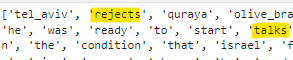 ['tel_aviv', 'rejects', 'quraya', 'olive_bra
'he', 'was', 'ready', 'to', 'start', 'talks'
n', 'the', 'condition', 'that', 'israel', 'f